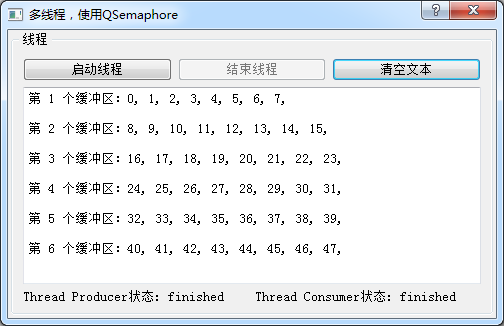 多线程，使用QSemaphore
线程
启动线程 结束线程 清空文本
第 1 个缓冲区：0, 1, 2, 3, 4, 5, 6, 7,
第 2 个缓冲区：8, 9, 10, 11, 12, 13, 14, 15,
第 3 个缓冲区：16, 17, 18, 19, 20, 21, 22, 23,
第 4 个缓冲区：24, 25, 26, 27, 28, 29, 30, 31,
第 5 个缓冲区：32, 33, 34, 35, 36, 37, 38, 39,
第 6 个缓冲区：40, 41, 42, 43, 44, 45, 46, 47,
Thread Producer状态：finished Thread Consumer状态：finished